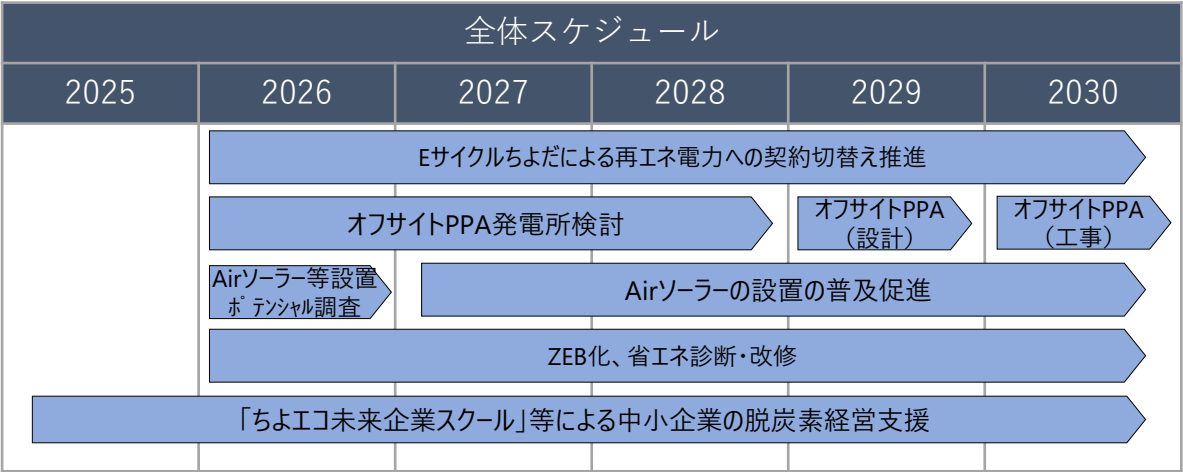 全体スケジュール
2025 2026 2027 2028 2029 2030
Eサイクルちよだによる再エネ電力への契約切替え推進
オフサイトPPA発電所検討
オフサイトPPA
（設計）
オフサイトPPA
（工事）
Airソーラー等設置
ポテンシャル調査
Airソーラーの設置の普及促進
ZEB化、省エネ診断・改修
「ちよエコ未来企業スクール」等による中小企業の脱炭素経営支援